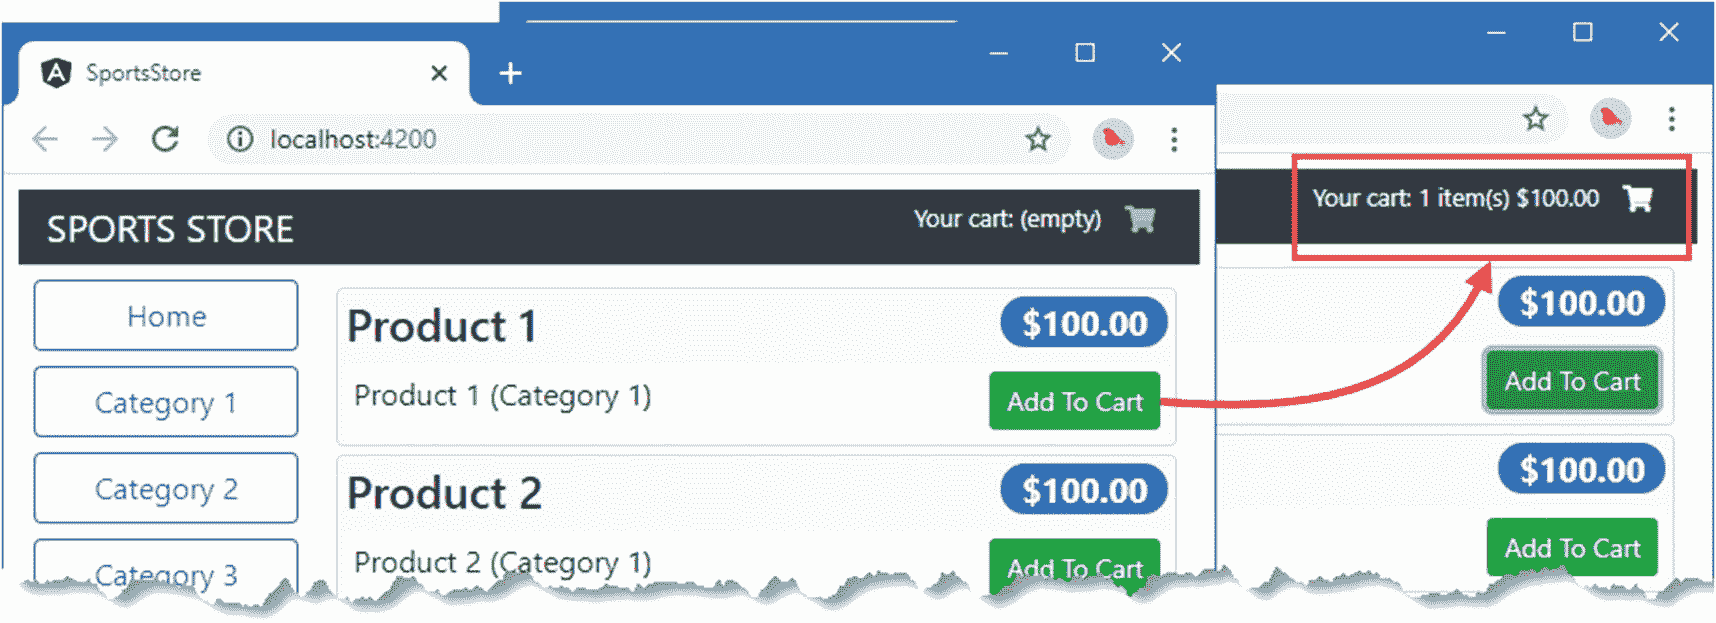 SportsStore
localhost:4200
SPORTS STORE
Your cart: (empty)
Home
Category 1
Category 2
Category 3
Product 1
$100.00
Product 1 (Category 1)
Add To Cart
Product 2
$100.00
Product 2 (Category 1)
Add To Cart
Your cart: 1 item(s) $100.00
$100.00
Add To Cart
$100.00
Add To Cart